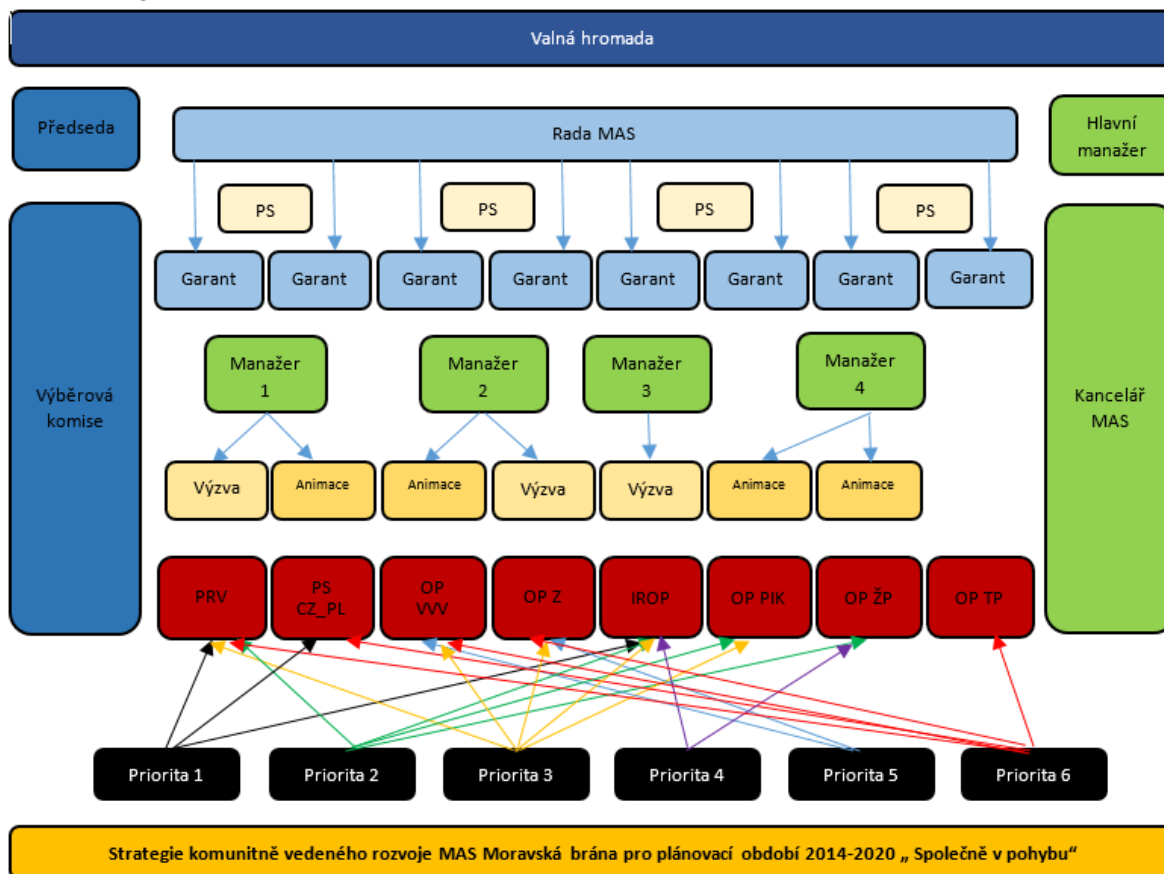 Valná hromada
Předseda
Rada MAS
Hlavní
manažer
PS
PS
PS
PS
Garant
Garant
Garant
Garant
Garant
Garant
Garant
Garant
Výběrová
komise
Manažer
1
Manažer
2
Manažer
3
Manažer
4
Kancelář
MAS
Výzva
Animace
Animace
Výzva
Výzva
Animace
Animace
PRV
PS
CZ_PL
OP
VVV
OP Z
IROP
OP PIK
OP ŽP
OP TP
Priorita 1
Priorita 2
Priorita 3
Priorita 4
Priorita 5
Priorita 6
Strategie komunitně vedeného rozvoje MAS Moravská brána pro plánovací období 2014-2020 „ Společně v pohybu“